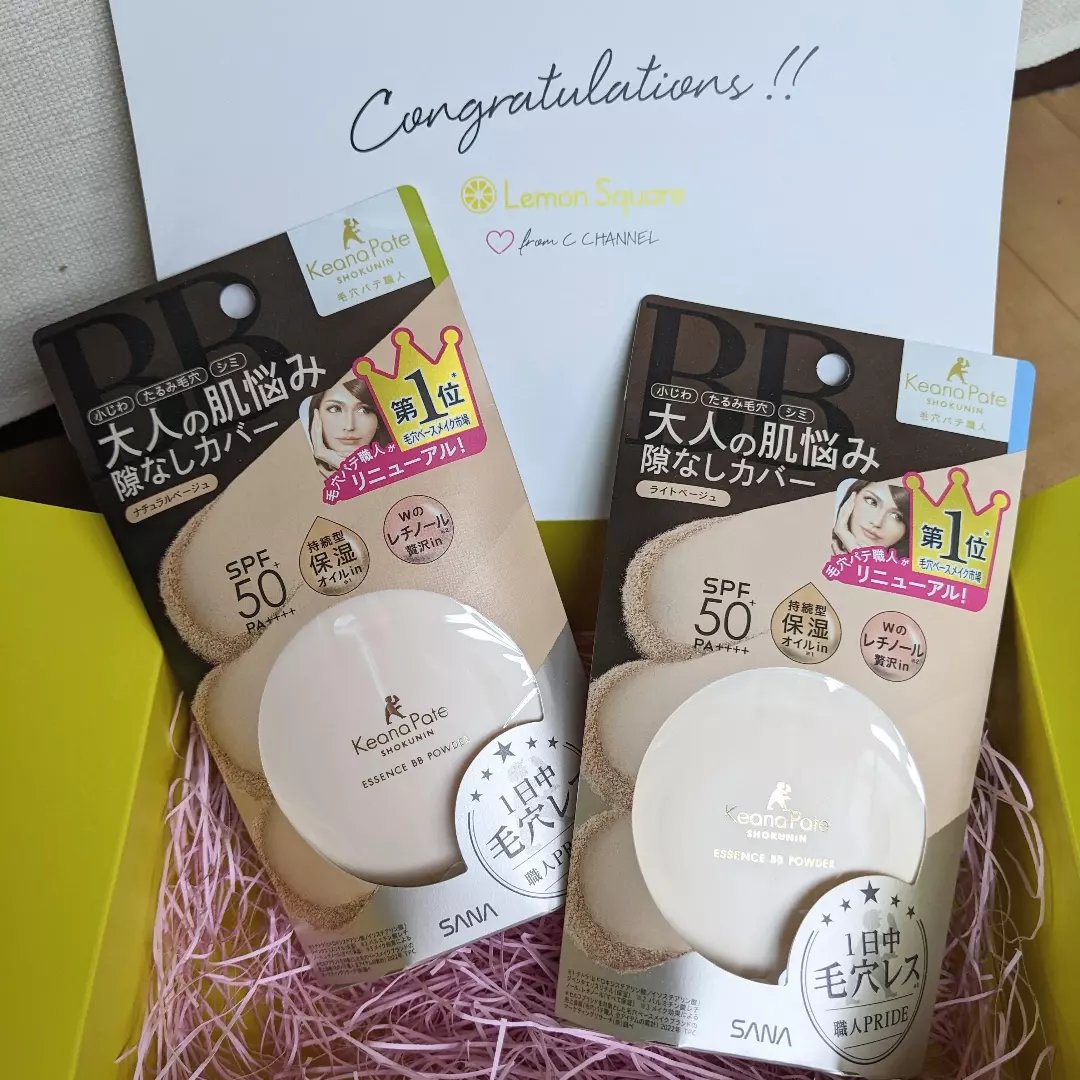 Congratulations!!
Lemon Square
from C CHANNEL
BB
Keana Pate
SHOKUNIN
毛穴パテ職人
小じわ
たるみ毛穴
シミ
大人の肌悩み
隙なしカバー
ナチュラルベージュ
第1位*
毛穴ベースメイク市場
毛穴パテ職人が
リニューアル!
SPF
50+
PA++++
持続型
保湿
オイルin
Wの
レチノール
贅沢in
Keana Pate
SHOKUNIN
ESSENCE BB POWDER
1日中
毛穴レス
職人PRIDE
SANA
BB
Keana Pate
SHOKUNIN
毛穴パテ職人
小じわ
たるみ毛穴
シミ
大人の肌悩み
隙なしカバー
ライトベージュ
第1位*
毛穴ベースメイク市場
毛穴パテ職人が
リニューアル!
SPF
50+
PA++++
持続型
保湿
オイルin
Wの
レチノール
贅沢in
Keana Pate
SHOKUNIN
ESSENCE BB POWDER
1日中
毛穴レス
職人PRIDE
SANA